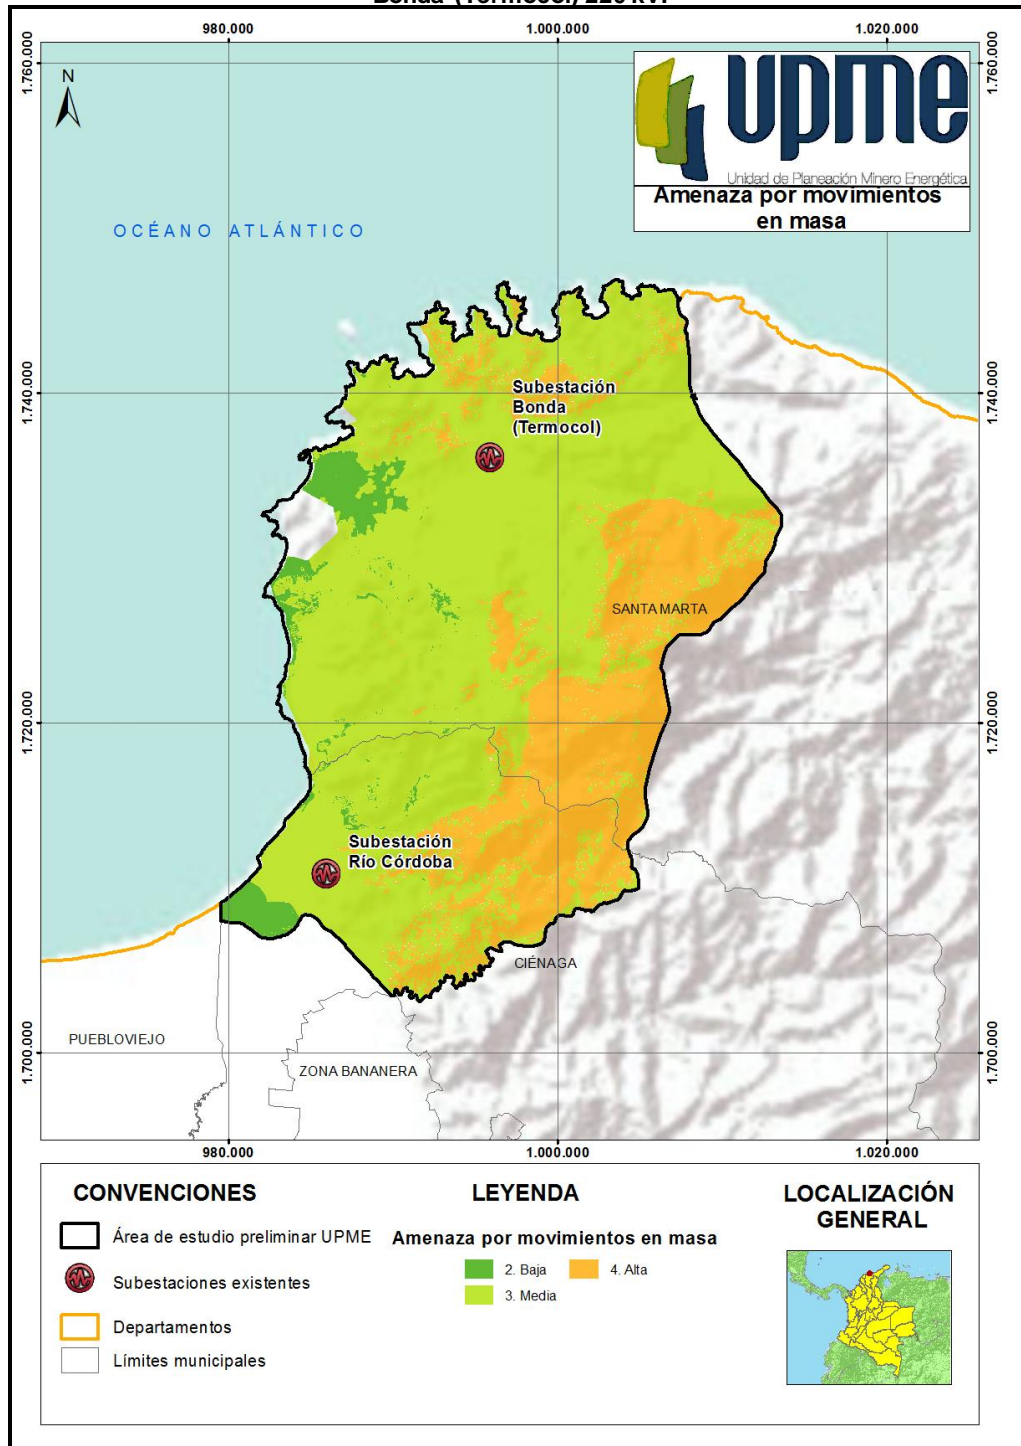 Bonda (Termocol) 220 kV.
980.000 1.000.000 1.020.000
1.760.000 1.760.000
N
upme
Unidad de Planeación Minero Energética
Amenaza por movimientos
en masa
OCÉANO ATLÁNTICO
1.740.000 1.740.000
Subestación
Bonda
(Termocol)
SANTA MARTA
1.720.000 1.720.000
Subestación
Río Córdoba
CIÉNAGA
PUEBLOVIEJO
1.700.000 1.700.000
ZONA BANANERA
980.000 1.000.000 1.020.000
CONVENCIONES
Área de estudio preliminar UPME
Subestaciones existentes
Departamentos
Límites municipales
LEYENDA
Amenaza por movimientos en masa
2. Baja 4. Alta
3. Media
LOCALIZACIÓN
GENERAL